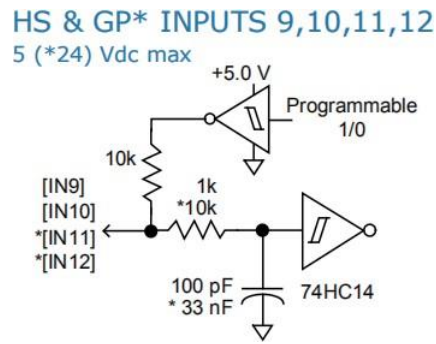 HS & GP* INPUTS 9,10,11,12
5 (*24) Vdc max
+5.0 V
Programmable
1/0
10k
[IN9]
[IN10]
*[IN11]
*[IN12]
1k
*10k
100 pF
* 33 nF
74HC14